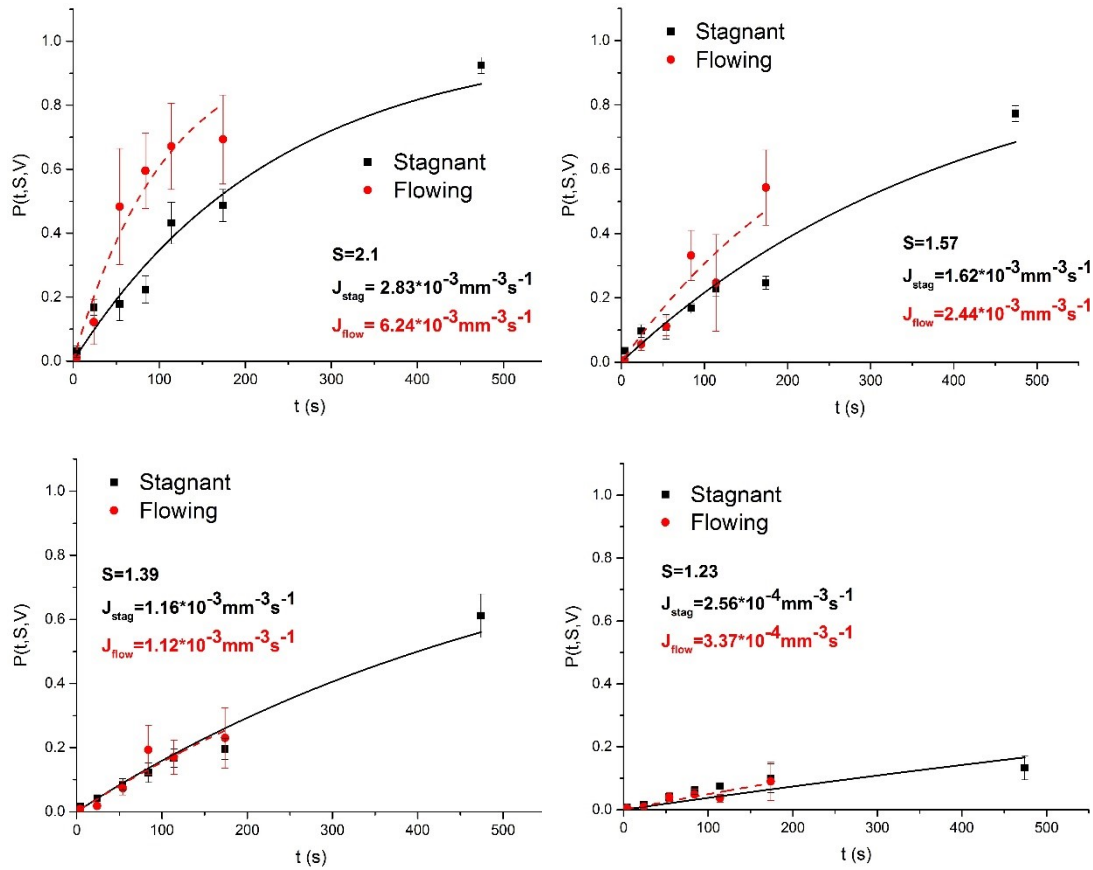 1.0
0.8
0.6
0.4
0.2
0.0
P(t,S,V)
0 100 200 300 400 500
t (s)
Stagnant
Flowing
S=2.1
J_stag= 2.83*10^-3mm^-3s^-1
J_flow= 6.24*10^-3mm^-3s^-1
1.0
0.8
0.6
0.4
0.2
0.0
P(t,S,V)
0 100 200 300 400 500
t (s)
Stagnant
Flowing
S=1.57
J_stag=1.62*10^-3mm^-3s^-1
J_flow=2.44*10^-3mm^-3s^-1
1.0
0.8
0.6
0.4
0.2
0.0
P(t,S,V)
0 100 200 300 400 500
t (s)
Stagnant
Flowing
S=1.39
J_stag=1.16*10^-3mm^-3s^-1
J_flow=1.12*10^-3mm^-3s^-1
1.0
0.8
0.6
0.4
0.2
0.0
P(t,S,V)
0 100 200 300 400 500
t (s)
Stagnant
Flowing
S=1.23
J_stag=2.56*10^-4mm^-3s^-1
J_flow=3.37*10^-4mm^-3s^-1